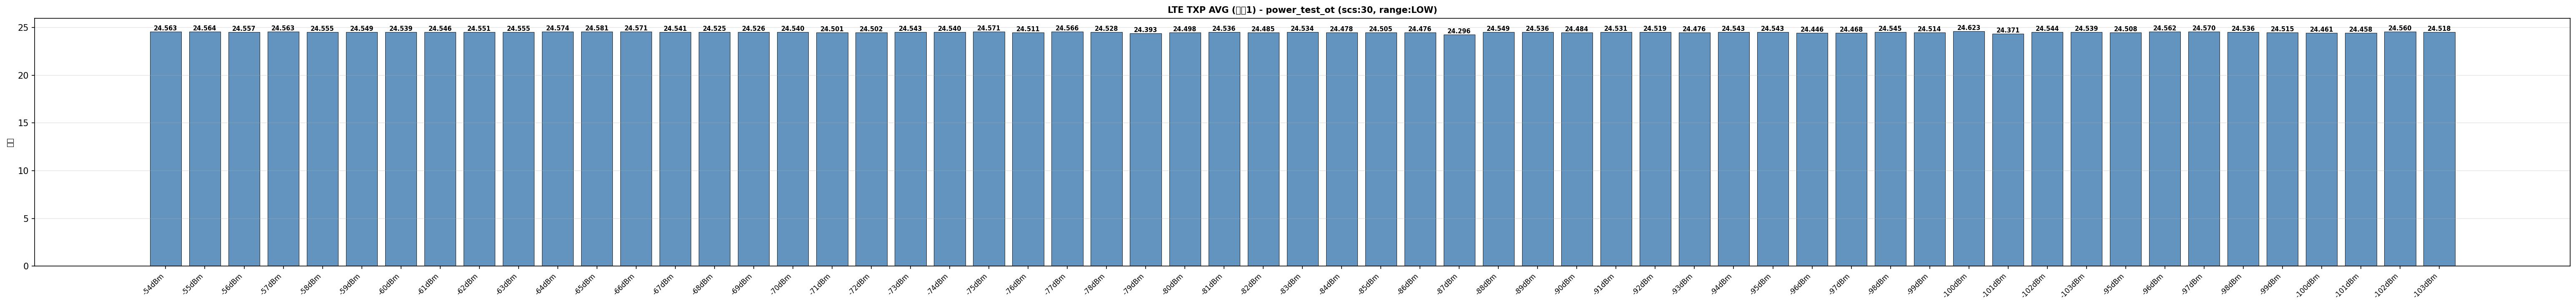 LTE TXP AVG (▯▯1) - power_test_ot (scs:30, range:LOW)
25
20
15
10
5
0
▯▯
24.563 24.564 24.557 24.563 24.555 24.549 24.539 24.546 24.551 24.555 24.574 24.581 24.571 24.541 24.525 24.526 24.540 24.501 24.502 24.543 24.540 24.571 24.511 24.566 24.528 24.393 24.498 24.536 24.485 24.534 24.478 24.505 24.476 24.296 24.549 24.536 24.484 24.531 24.519 24.476 24.543 24.543 24.446 24.468 24.545 24.514 24.623 24.371 24.544 24.539 24.508 24.562 24.570 24.536 24.515 24.461 24.458 24.560 24.518
-54dBm -55dBm -56dBm -57dBm -58dBm -59dBm -60dBm -61dBm -62dBm -63dBm -64dBm -65dBm -66dBm -67dBm -68dBm -69dBm -70dBm -71dBm -72dBm -73dBm -74dBm -75dBm -76dBm -77dBm -78dBm -79dBm -80dBm -81dBm -82dBm -83dBm -84dBm -85dBm -86dBm -87dBm -88dBm -89dBm -90dBm -91dBm -92dBm -93dBm -94dBm -95dBm -96dBm -97dBm -98dBm -99dBm -100dBm -101dBm -102dBm -103dBm -95dBm -96dBm -97dBm -98dBm -99dBm -100dBm -101dBm -102dBm -103dBm